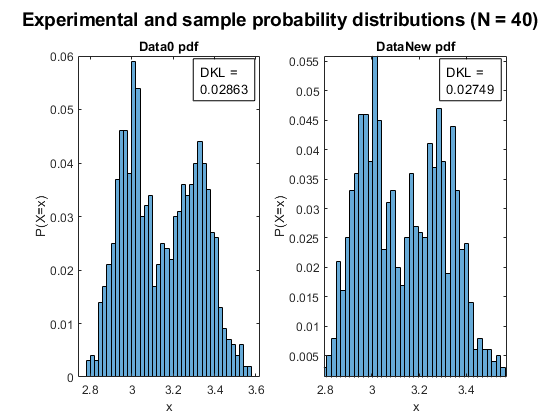 Experimental and sample probability distributions (N = 40)
Data0 pdf
DKL =
0.02863
0.06
0.05
0.04
0.03
0.02
0.01
0
P(X=x)
2.8 3 3.2 3.4 3.6
x
DataNew pdf
DKL =
0.02749
0.055
0.05
0.045
0.04
0.035
0.03
0.025
0.02
0.015
0.01
0.005
P(X=x)
2.8 3 3.2 3.4
x